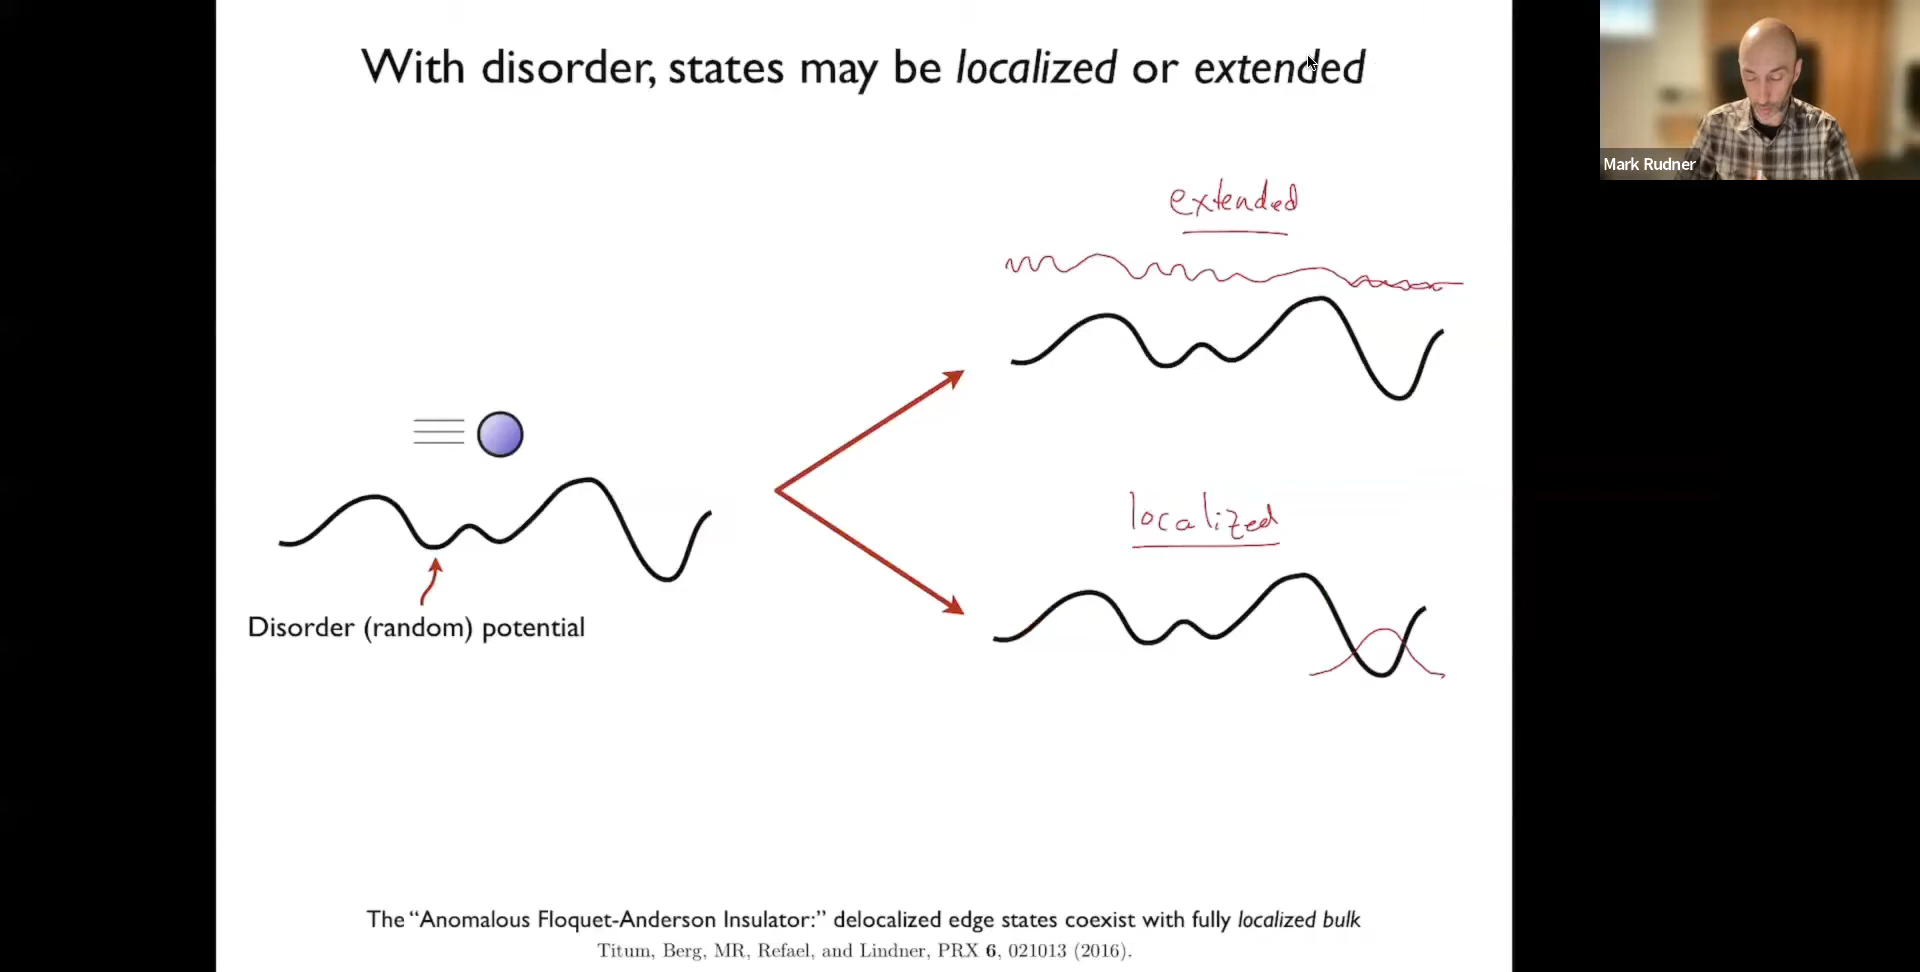 With disorder, states may be localized or extended
Mark Rudner
extended
localized
Disorder (random) potential
The “Anomalous Floquet-Anderson Insulator:” delocalized edge states coexist with fully localized bulk
Titum, Berg, MR, Refael, and Lindner, PRX 6, 021013 (2016).